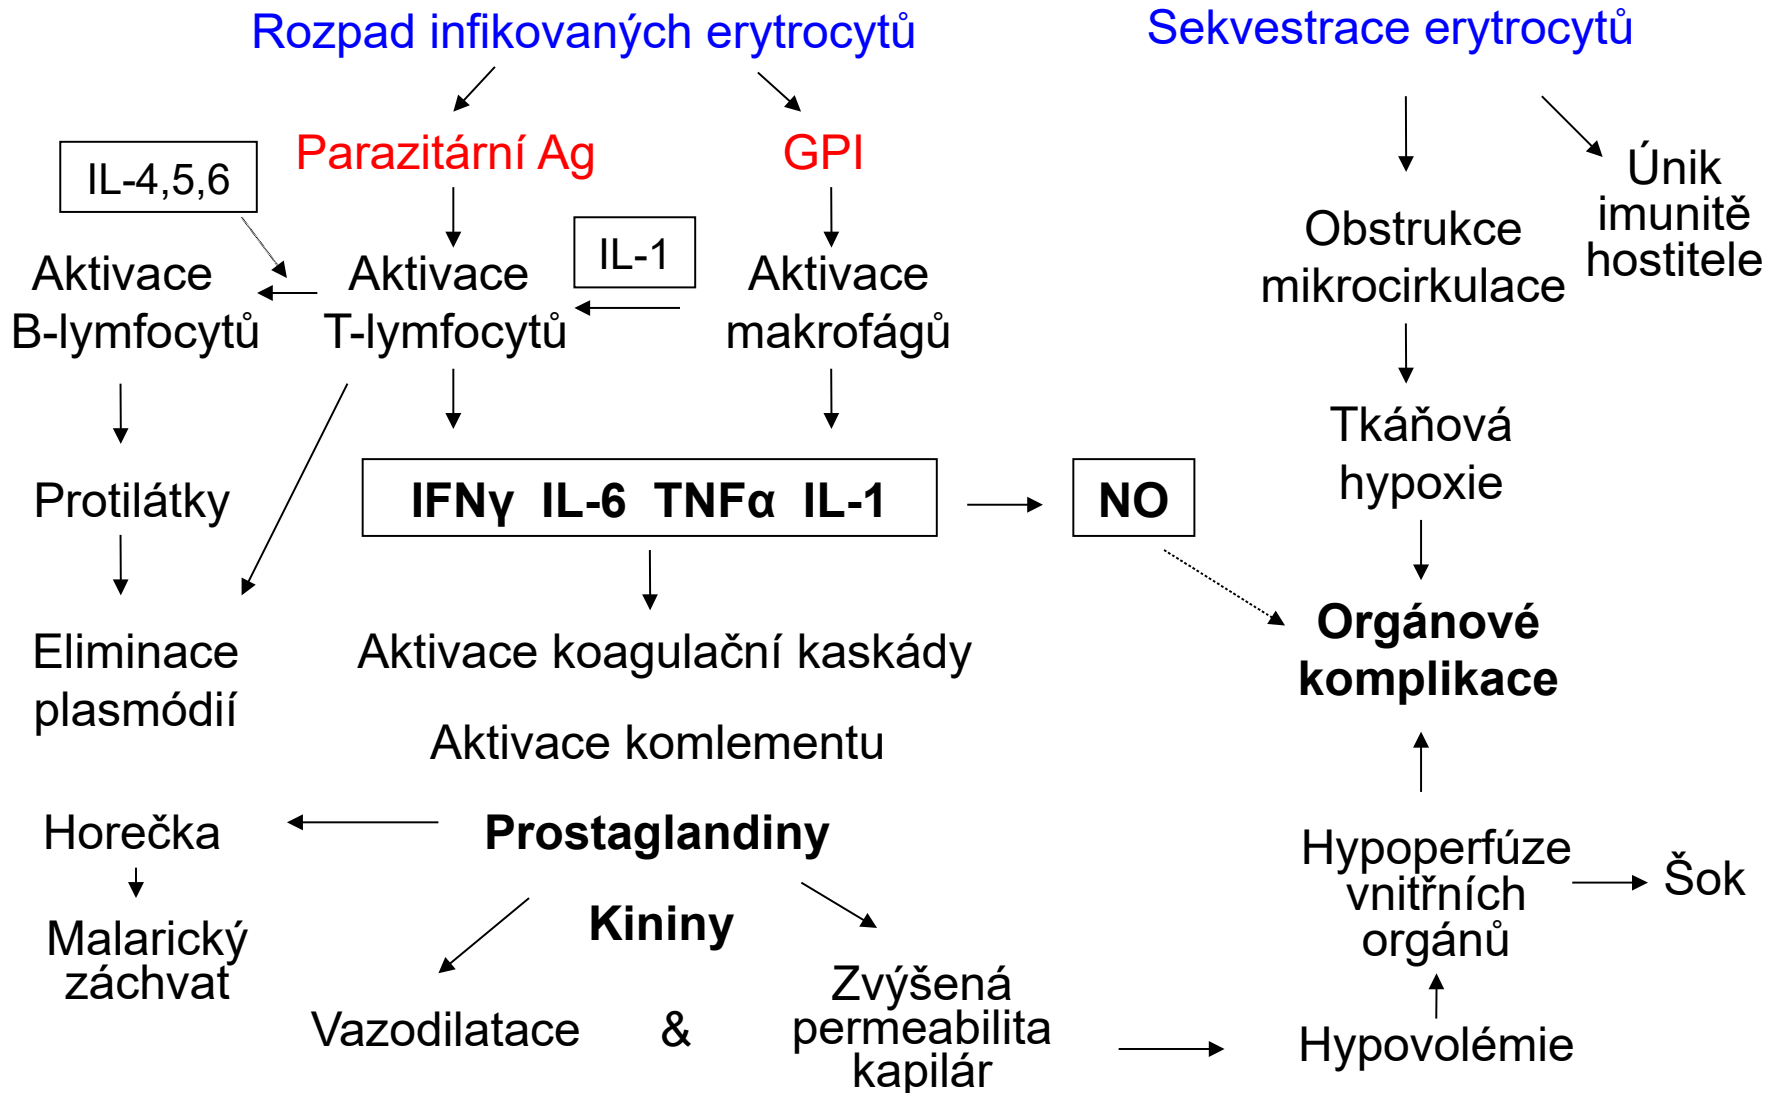 Rozpad infikovaných erytrocytů
Sekvestrace erytrocytů
IL-4,5,6
Parazitární Ag
GPI
Únik
imunitě
hostitele
Obstrukce
mikrocirkulace
Aktivace
B-lymfocytů
Aktivace
T-lymfocytů
IL-1
Aktivace
makrofágů
Tkáňová
hypoxie
Protilátky
IFNγ IL-6 TNFα IL-1
NO
Orgánové
komplikace
Eliminace
plasmódií
Aktivace koagulační kaskády
Aktivace komlementu
Horečka
Prostaglandiny
Hypoperfúze
vnitřních
orgánů
Šok
Malarický
záchvat
Kininy
Vazodilatace
&
Zvýšená
permeabilita
kapilár
Hypovolémie